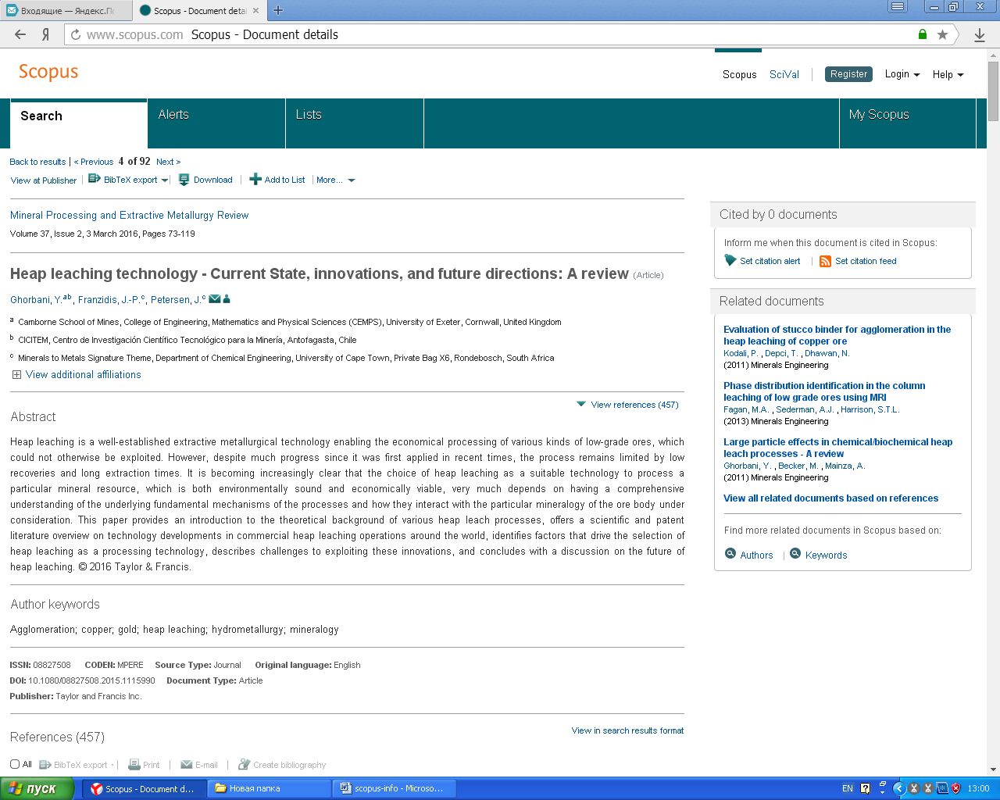 Входящие — Яндекс.П
Scopus - Document detai
www.scopus.com Scopus - Document details
Scopus
Scopus SciVal Register Login Help
Search Alerts Lists My Scopus
Back to results | < Previous 4 of 92 Next >
View at Publisher | BibTeX export | Download | Add to List | More...
Mineral Processing and Extractive Metallurgy Review
Volume 37, Issue 2, 3 March 2016, Pages 73-119
Heap leaching technology - Current State, innovations, and future directions: A review (Article)
Ghorbani, Y.ab, Franzidis, J.-P.c, Petersen, J.c
a Camborne School of Mines, College of Engineering, Mathematics and Physical Sciences (CEMPS), University of Exeter, Cornwall, United Kingdom
b CICITEM, Centro de Investigación Científico Tecnológico para la Minería, Antofagasta, Chile
c Minerals to Metals Signature Theme, Department of Chemical Engineering, University of Cape Town, Private Bag X6, Rondebosch, South Africa
View additional affiliations
View references (457)
Abstract
Heap leaching is a well-established extractive metallurgical technology enabling the economical processing of various kinds of low-grade ores, which
could not otherwise be exploited. However, despite much progress since it was first applied in recent times, the process remains limited by low
recoveries and long extraction times. It is becoming increasingly clear that the choice of heap leaching as a suitable technology to process a
particular mineral resource, which is both environmentally sound and economically viable, very much depends on having a comprehensive
understanding of the underlying fundamental mechanisms of the processes and how they interact with the particular mineralogy of the ore body under
consideration. This paper provides an introduction to the theoretical background of various heap leach processes, offers a scientific and patent
literature overview on technology developments in commercial heap leaching operations around the world, identifies factors that drive the selection of
heap leaching as a processing technology, describes challenges to exploiting these innovations, and concludes with a discussion on the future of
heap leaching. © 2016 Taylor & Francis.
Author keywords
Agglomeration; copper; gold; heap leaching; hydrometallurgy; mineralogy
ISSN: 08827508 CODEN: MPERE Source Type: Journal Original language: English
DOI: 10.1080/08827508.2015.1115990 Document Type: Article
Publisher: Taylor and Francis Inc.
References (457)
View in search results format
All BibTeX export | Print | E-mail | Create bibliography
Cited by 0 documents
Inform me when this document is cited in Scopus:
Set citation alert | Set citation feed
Related documents
Evaluation of stucco binder for agglomeration in the
heap leaching of copper ore
Kodali, P. , Depci, T. , Dhawan, N.
(2011) Minerals Engineering
Phase distribution identification in the column
leaching of low grade ores using MRI
Fagan, M.A. , Sederman, A.J. , Harrison, S.T.L.
(2013) Minerals Engineering
Large particle effects in chemical/biochemical heap
leach processes - A review
Ghorbani, Y. , Becker, M. , Mainza, A.
(2011) Minerals Engineering
View all related documents based on references
Find more related documents in Scopus based on:
Authors | Keywords
пуск Scopus - Document d... Новая папка scopus-info - Microso... EN 13:00